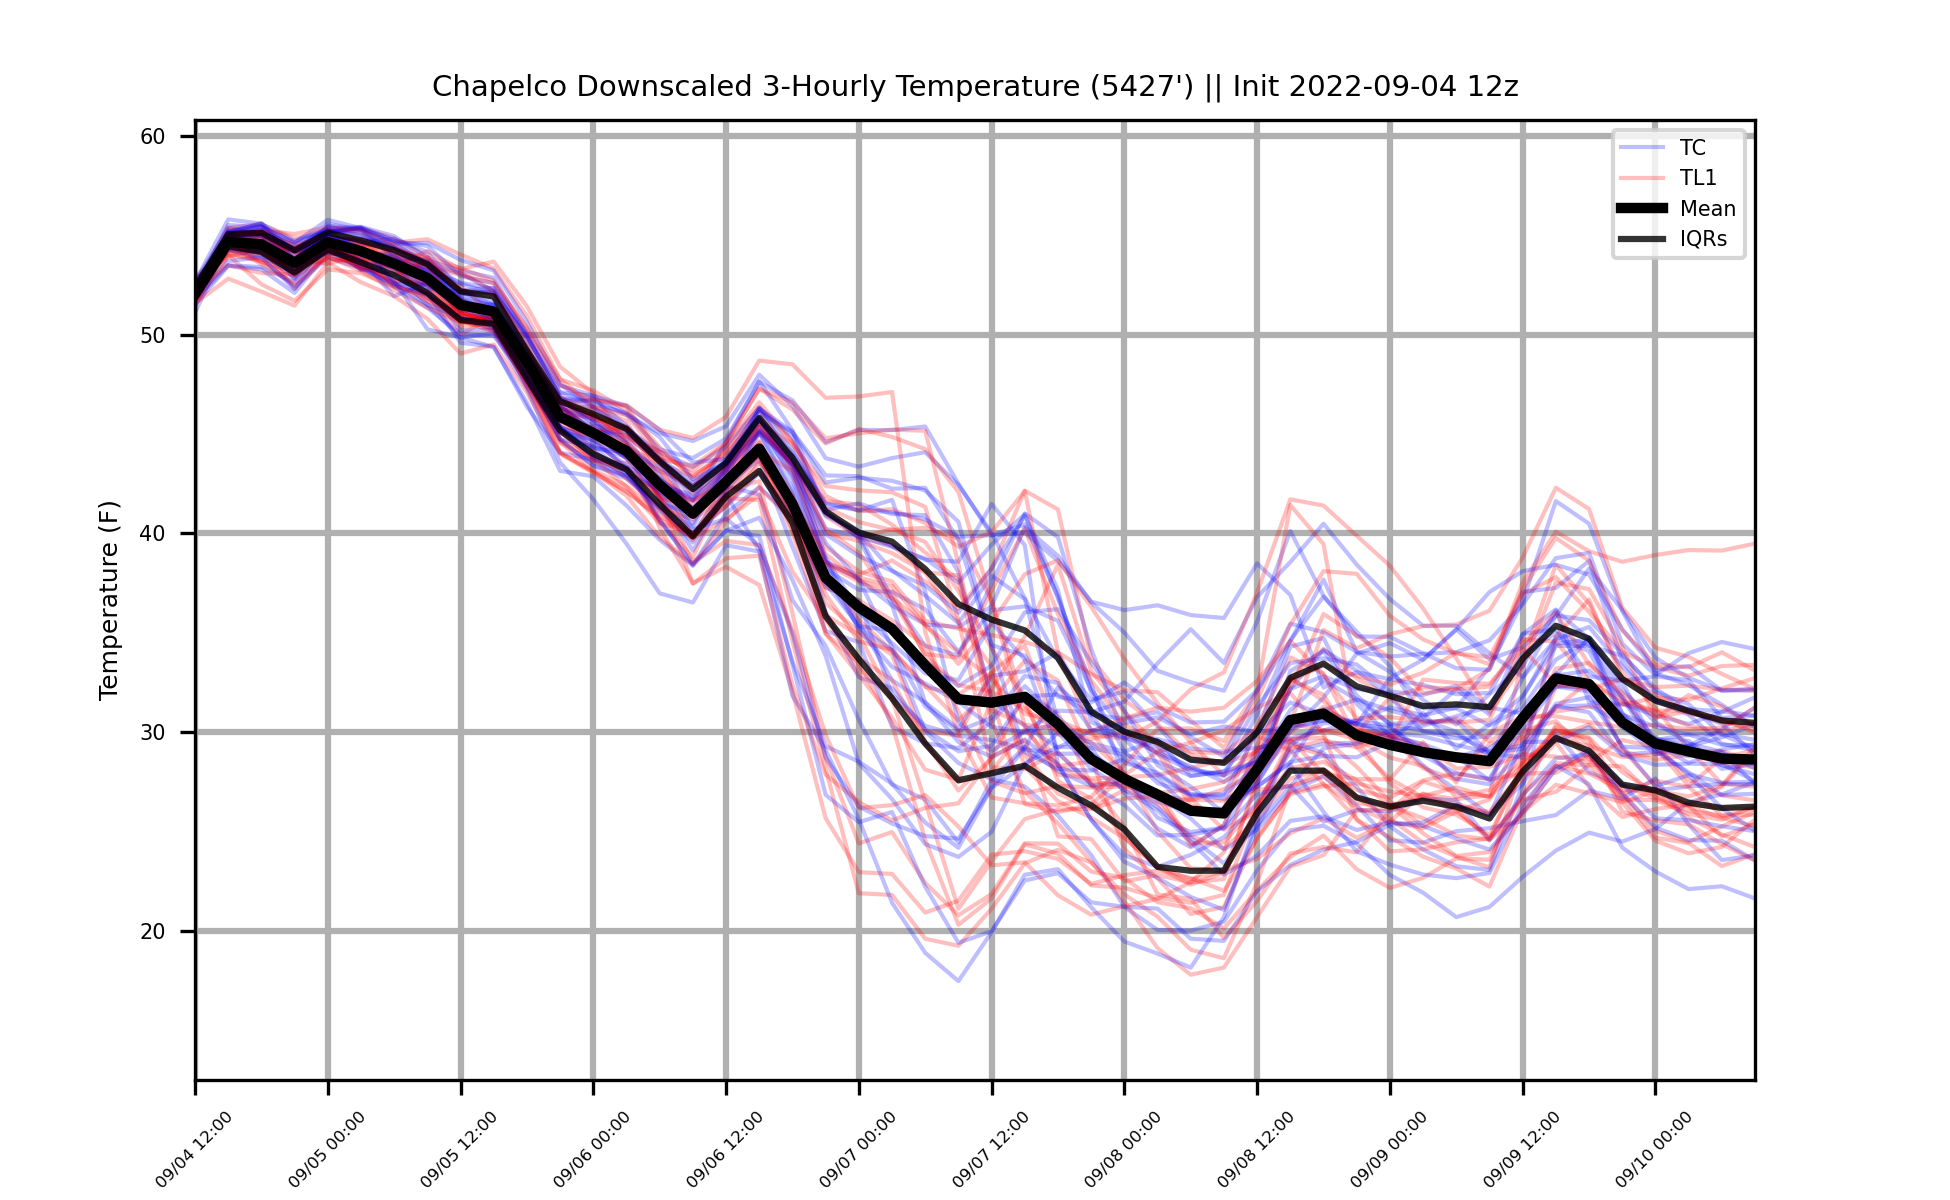 Chapelco Downscaled 3-Hourly Temperature (5427') || Init 2022-09-04 12z
TC
TL1
Mean
IQRs
Temperature (F)
60
50
40
30
20
09/04 12:00
09/05 00:00
09/05 12:00
09/06 00:00
09/06 12:00
09/07 00:00
09/07 12:00
09/08 00:00
09/08 12:00
09/09 00:00
09/09 12:00
09/10 00:00